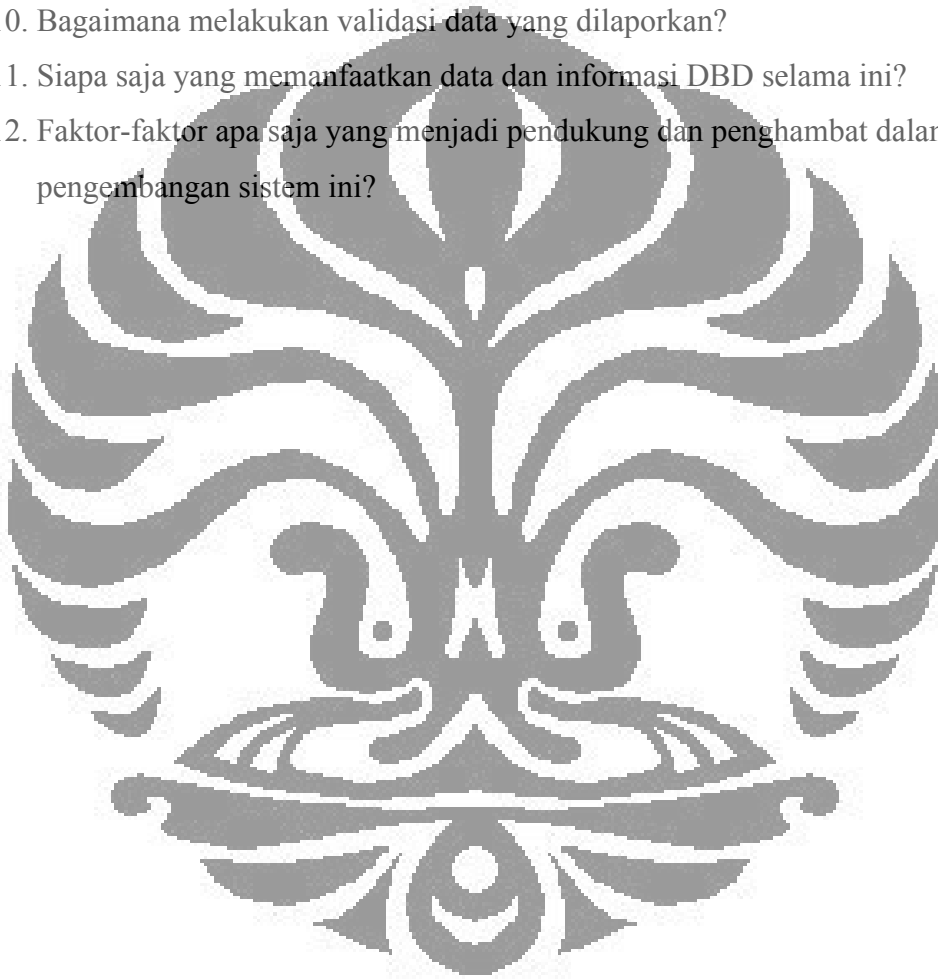 0. Bagaimana melakukan validasi data yang dilaporkan?
1. Siapa saja yang memanfaatkan data dan informasi DBD selama ini?
2. Faktor-faktor apa saja yang menjadi pendukung dan penghambat dalam
pengembangan sistem ini?